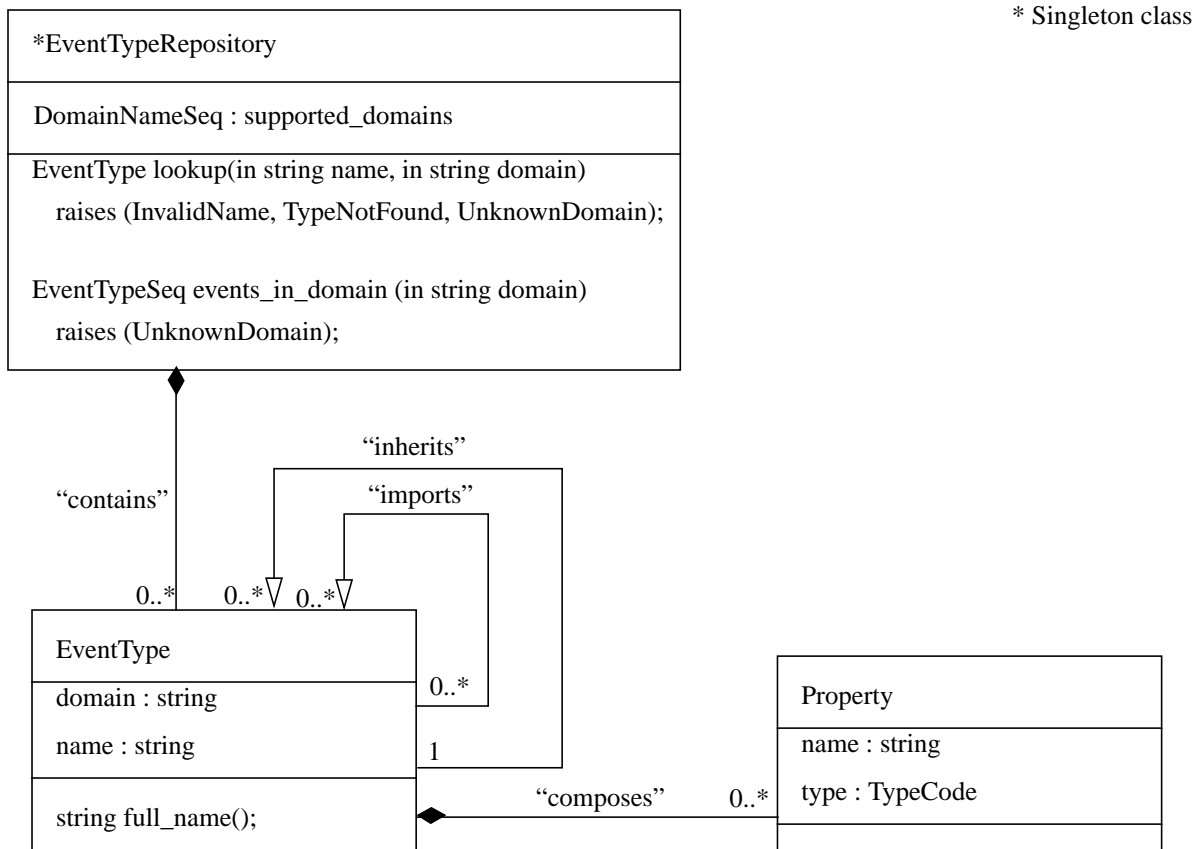 * Singleton class
*EventTypeRepository
DomainNameSeq : supported_domains
EventType lookup(in string name, in string domain)
raises (InvalidName, TypeNotFound, UnknownDomain);
EventTypeSeq events_in_domain (in string domain)
raises (UnknownDomain);
“inherits”
“imports”
“contains”
0..*
0..*
0..*
EventType
domain : string
name : string
string full_name();
0..*
1
“composes”
0..*
Property
name : string
type : TypeCode